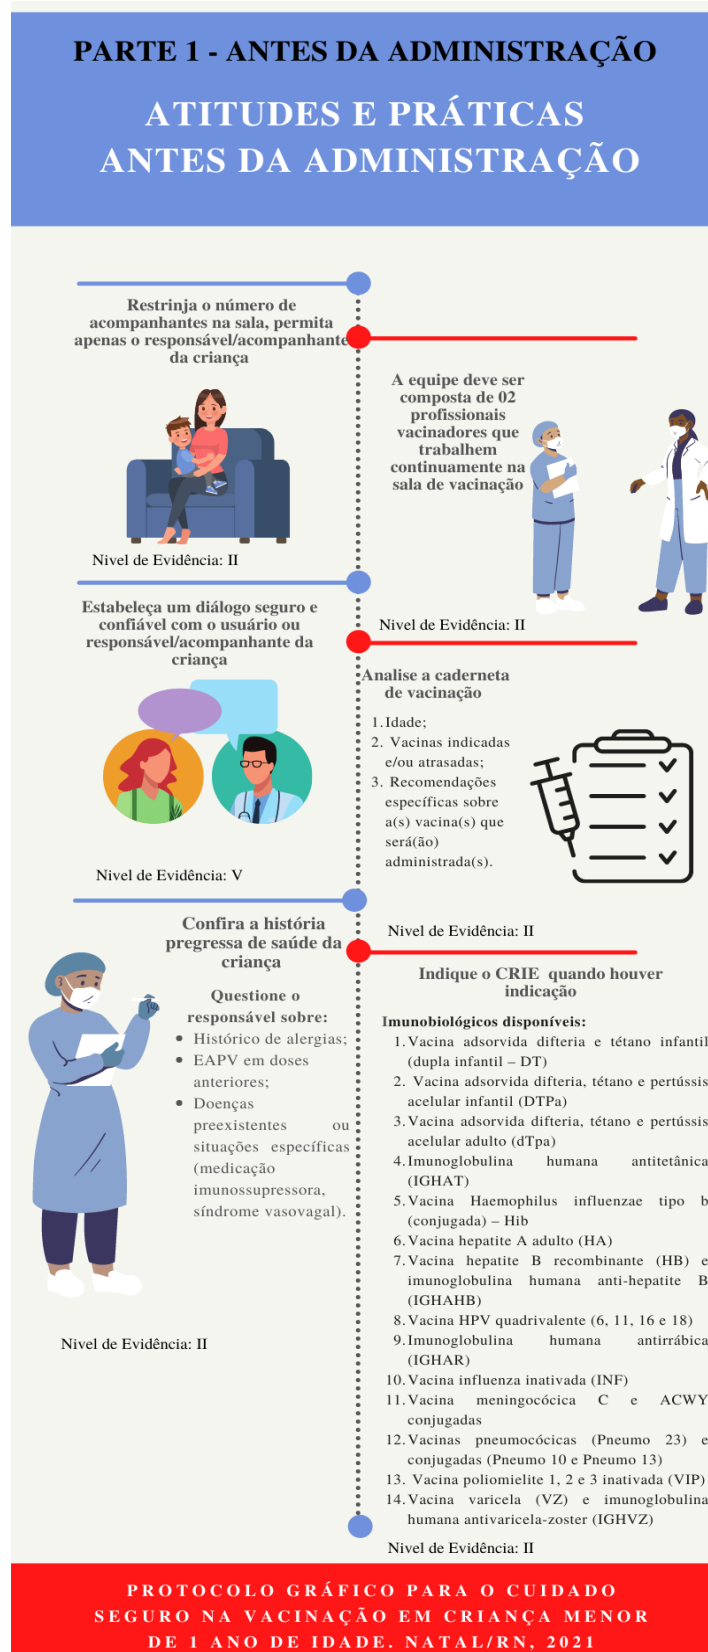 PARTE 1 - ANTES DA ADMINISTRAÇÃO
ATITUDES E PRÁTICAS
ANTES DA ADMINISTRAÇÃO
Restrinja o número de
acompanhantes na sala, permita
apenas o responsável/acompanhante
da criança
Nivel de Evidência: II
A equipe deve ser
composta de 02
profissionais
vacinadores que
trabalhem
continuamente na
sala de vacinação
Nivel de Evidência: II
Estabeleça um diálogo seguro e
confiável com o usuário ou
responsável/acompanhante da
criança
Nivel de Evidência: V
Analise a caderneta
de vacinação
1. Idade;
2. Vacinas indicadas
e/ou atrasadas;
3. Recomendações
específicas sobre
a(s) vacina(s) que
será(ão)
administrada(s).
Nivel de Evidência: II
Confira a história
pregressa de saúde da
criança
Questione o
responsável sobre:
• Histórico de alergias;
• EAPV em doses
anteriores;
• Doenças
preexistentes ou
situações específicas
(medicação
imunossupressora,
síndrome vasovagal).
Nivel de Evidência: II
Indique o CRIE quando houver
indicação
Imunobiológicos disponíveis:
1. Vacina adsorvida difteria e tétano infantil
(dupla infantil – DT)
2. Vacina adsorvida difteria, tétano e pertússis
acelular infantil (DTPa)
3. Vacina adsorvida difteria, tétano e pertússis
acelular adulto (dTpa)
4. Imunoglobulina humana antitetânica
(IGHAT)
5. Vacina Haemophilus influenzae tipo b
(conjugada) – Hib
6. Vacina hepatite A adulto (HA)
7. Vacina hepatite B recombinante (HB) e
imunoglobulina humana anti-hepatite B
(IGHAHB)
8. Vacina HPV quadrivalente (6, 11, 16 e 18)
9. Imunoglobulina humana antirrábica
(IGHAR)
10. Vacina influenza inativada (INF)
11. Vacina meningocócica C e ACWY
conjugadas
12. Vacinas pneumocócicas (Pneumo 23) e
conjugadas (Pneumo 10 e Pneumo 13)
13. Vacina poliomielite 1, 2 e 3 inativada (VIP)
14. Vacina varicela (VZ) e imunoglobulina
humana antivaricela-zoster (IGHVZ)
Nivel de Evidência: II
PROTOCOLO GRÁFICO PARA O CUIDADO
SEGURO NA VACINAÇÃO EM CRIANÇA MENOR
DE 1 ANO DE IDADE. NATAL/RN, 2021